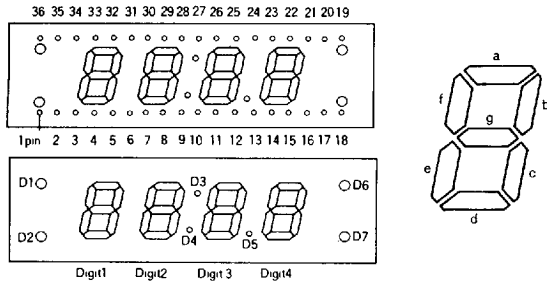 36 35 34 33 32 31 30 29 28 27 26 25 24 23 22 21 20 19
1pin 2 3 4 5 6 7 8 9 10 11 12 13 14 15 16 17 18
D1 D3 D6
D2 D4 D5 D7
Digit1 Digit2 Digit 3 Digit4
a
f b
g
e c
d